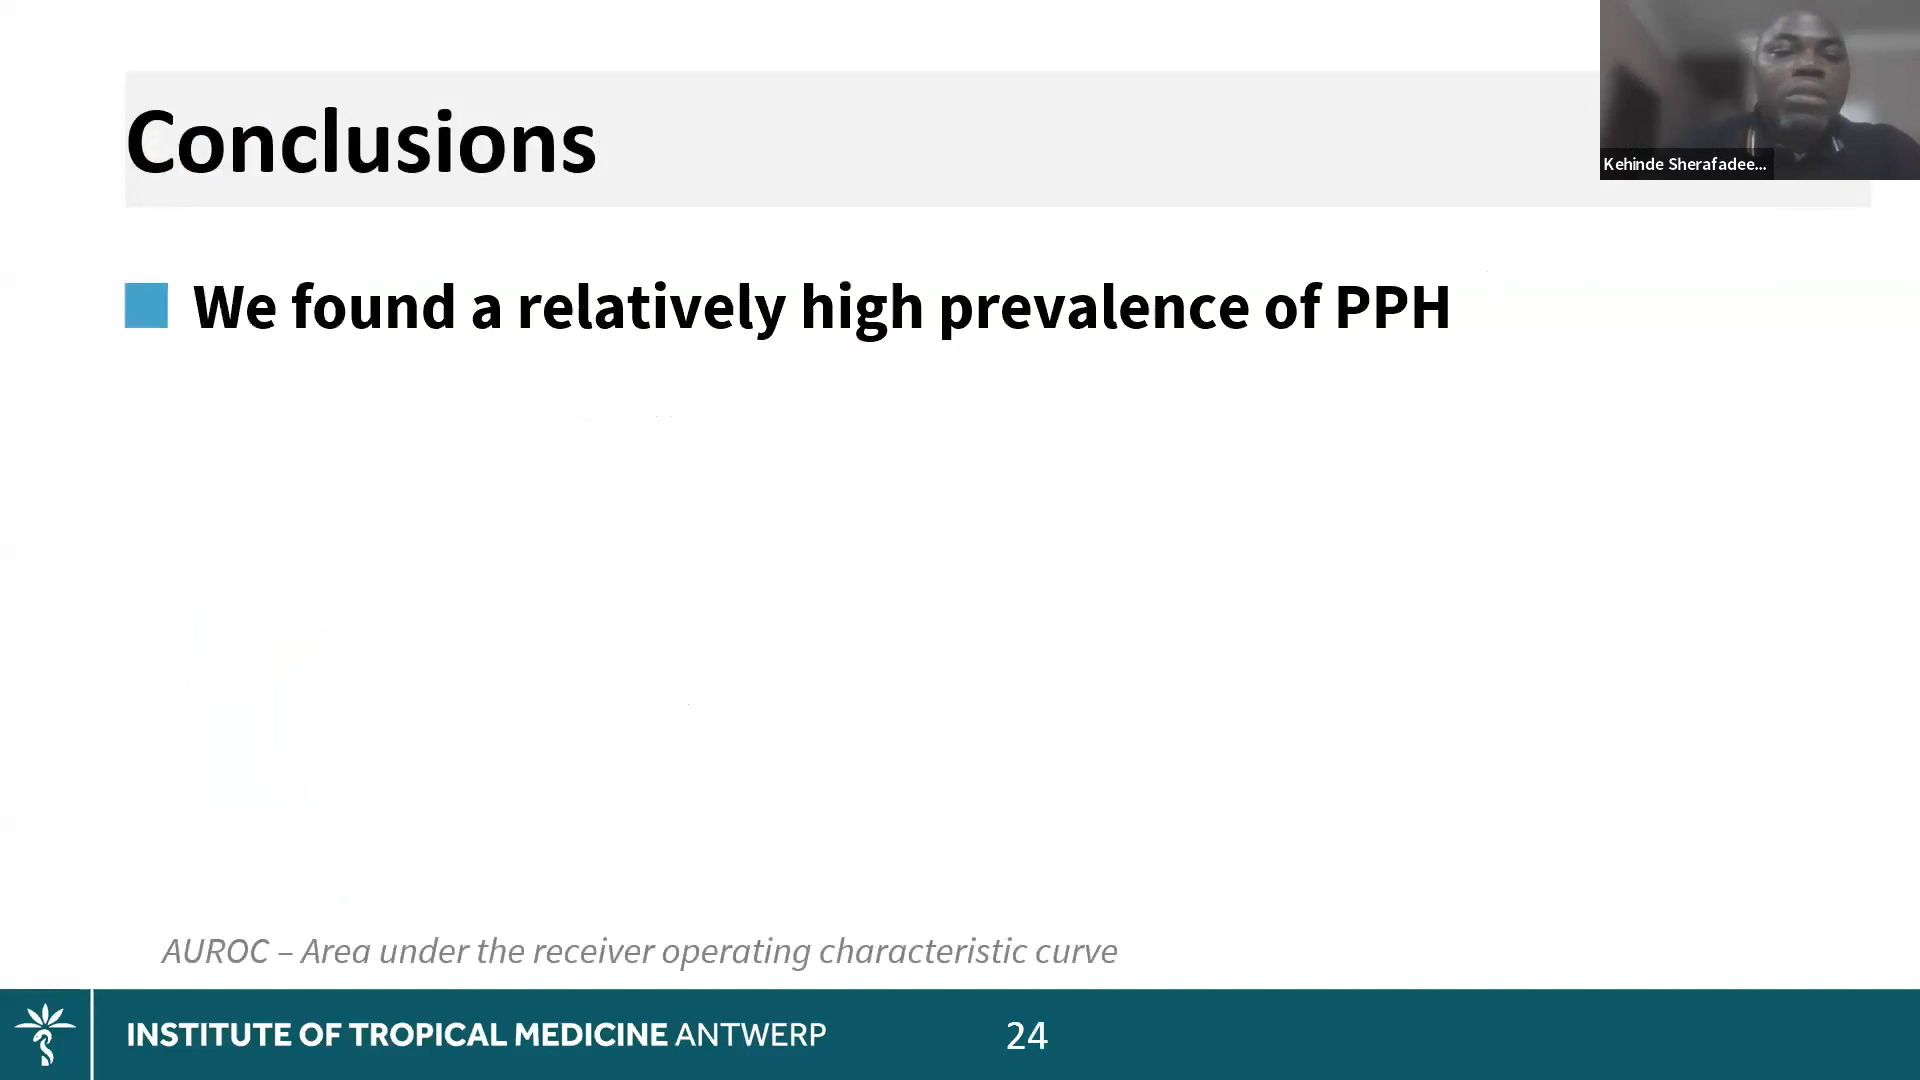 Conclusions
Kehinde Sherafadee...
We found a relatively high prevalence of PPH
AUROC – Area under the receiver operating characteristic curve
INSTITUTE OF TROPICAL MEDICINE ANTWERP
24